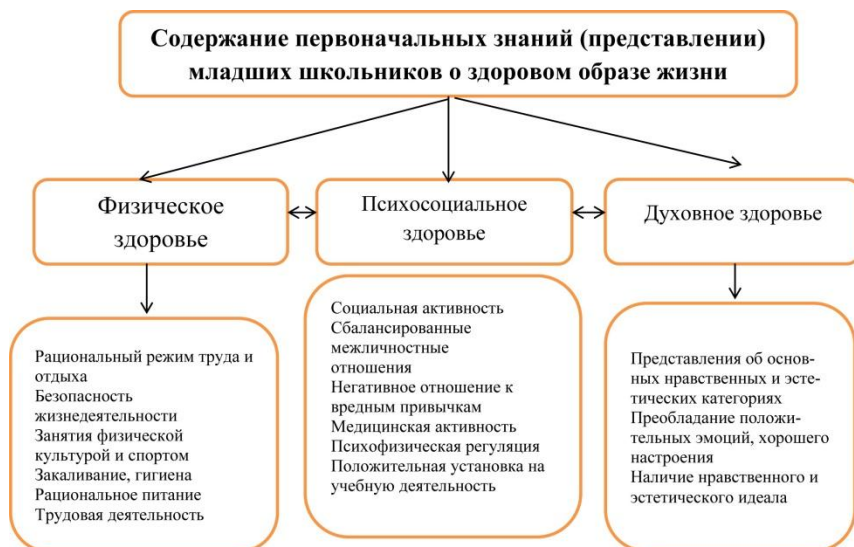 Содержание первоначальных знаний (представлении)
младших школьников о здоровом образе жизни
Физическое
здоровье
Психосоциальное
здоровье
Духовное здоровье
Рациональный режим труда и
отдыха
Безопасность
жизнедеятельности
Занятия физической
культурой и спортом
Закаливание, гигиена
Рациональное питание
Трудовая деятельность
Социальная активность
Сбалансированные
межличностные
отношения
Негативное отношение к
вредным привычкам
Медицинская активность
Психофизическая регуляция
Положительная установка на
учебную деятельность
Представления об основ-
ных нравственных и эсте-
тических категориях
Преобладание положи-
тельных эмоций, хорошего
настроения
Наличие нравственного и
эстетического идеала